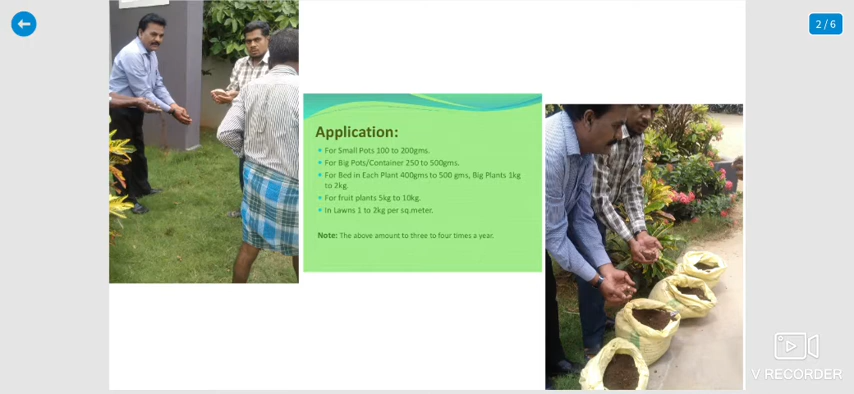 2 / 6
Application:
For Small Pots 100 to 200gms.
For Big Pots/Container 250 to 500gms.
For Bed in Each Plant 400gms to 500 gms, Big Plants 1kg
to 2kg.
For fruit plants 5kg to 10kg.
In Lawns 1 to 2kg per sq.meter.
Note: The above amount to three to four times a year.
V RECORDER